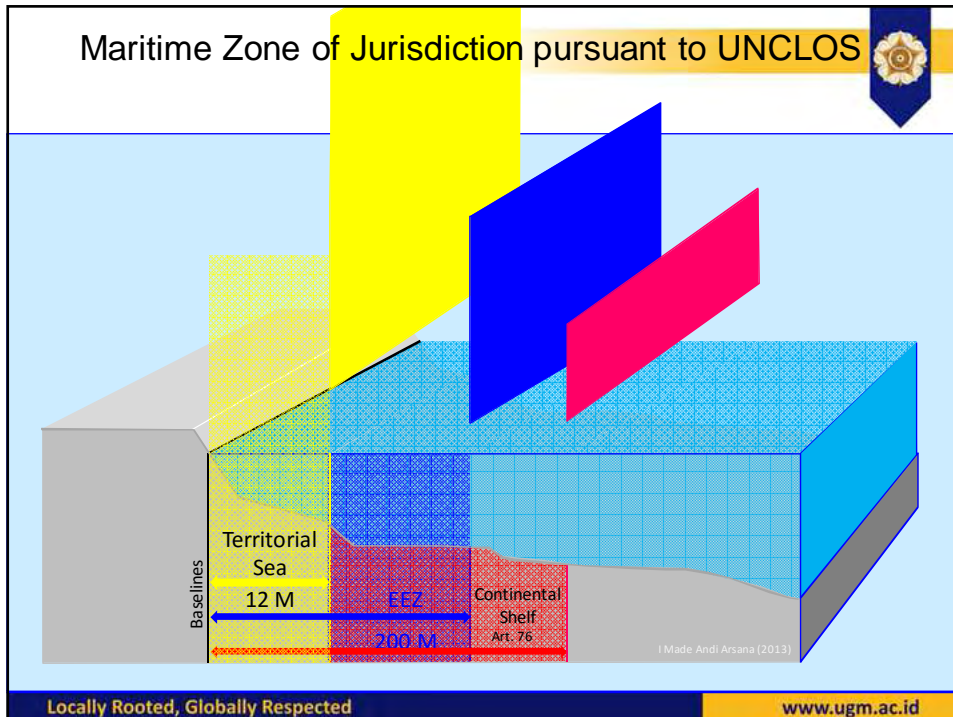 Maritime Zone of Jurisdiction pursuant to UNCLOS
Baselines
Territorial
Sea
12 M
EEZ
200 M
Continental
Shelf
Art. 76
I Made Andi Arsana (2013)
Locally Rooted, Globally Respected
www.ugm.ac.id